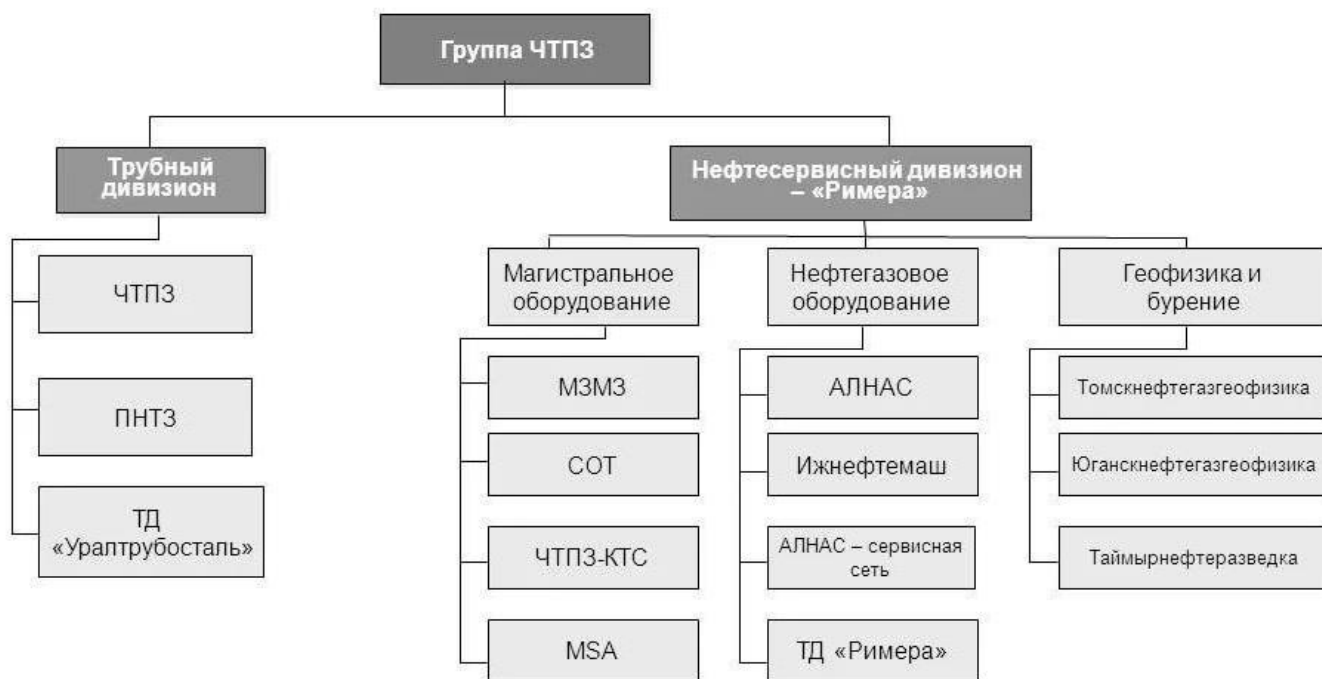 Группа ЧТПЗ
Трубный
дивизион
Нефтесервисный дивизион
– «Римера»
ЧТПЗ
ПНТЗ
ТД
«Уралтрубосталь»
Магистральное
оборудование
МЗМЗ
СОТ
ЧТПЗ-КТС
MSA
Нефтегазовое
оборудование
АЛНАС
Ижнефтемаш
АЛНАС – сервисная
сеть
ТД «Римера»
Геофизика и
бурение
Томскнефтегазгеофизика
Юганскнефтегазгеофизика
Таймырнефтеразведка